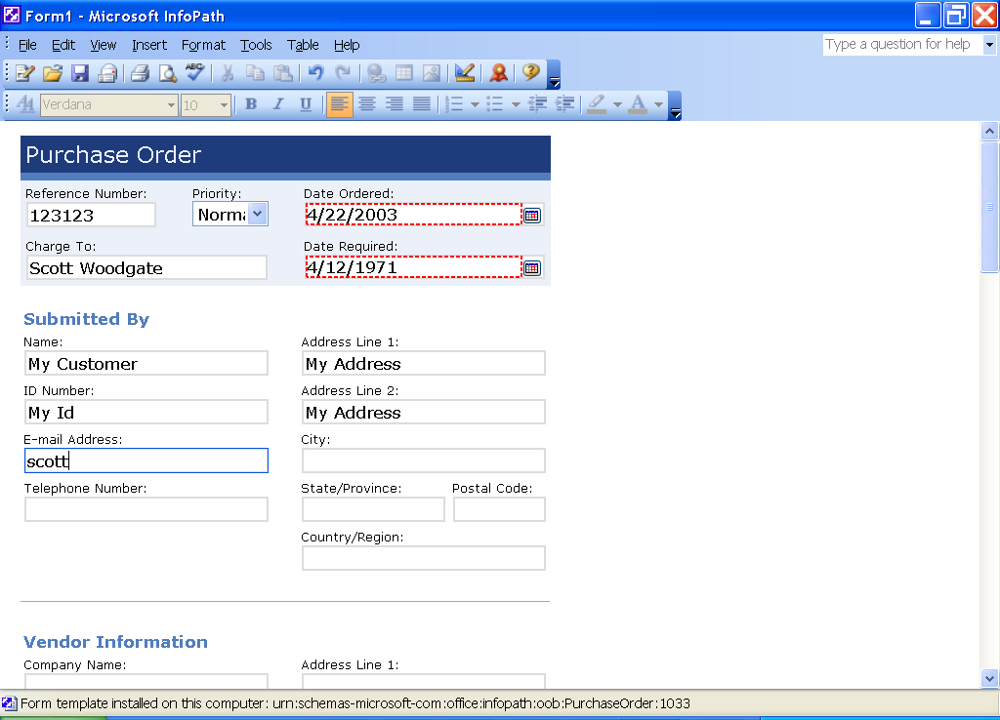 Form1 - Microsoft InfoPath
File Edit View Insert Format Tools Table Help
Type a question for help
ABC
Verdana 10 B I U A
Purchase Order
Reference Number: Priority: Date Ordered:
123123 Norma 4/22/2003
Charge To: Date Required:
Scott Woodgate 4/12/1971
Submitted By
Name: Address Line 1:
My Customer My Address
ID Number: Address Line 2:
My Id My Address
E-mail Address: City:
scott
Telephone Number: State/Province: Postal Code:
Country/Region:
Vendor Information
Company Name: Address Line 1:
Form template installed on this computer: urn:schemas-microsoft-com:office:infopath:oob:PurchaseOrder:1033